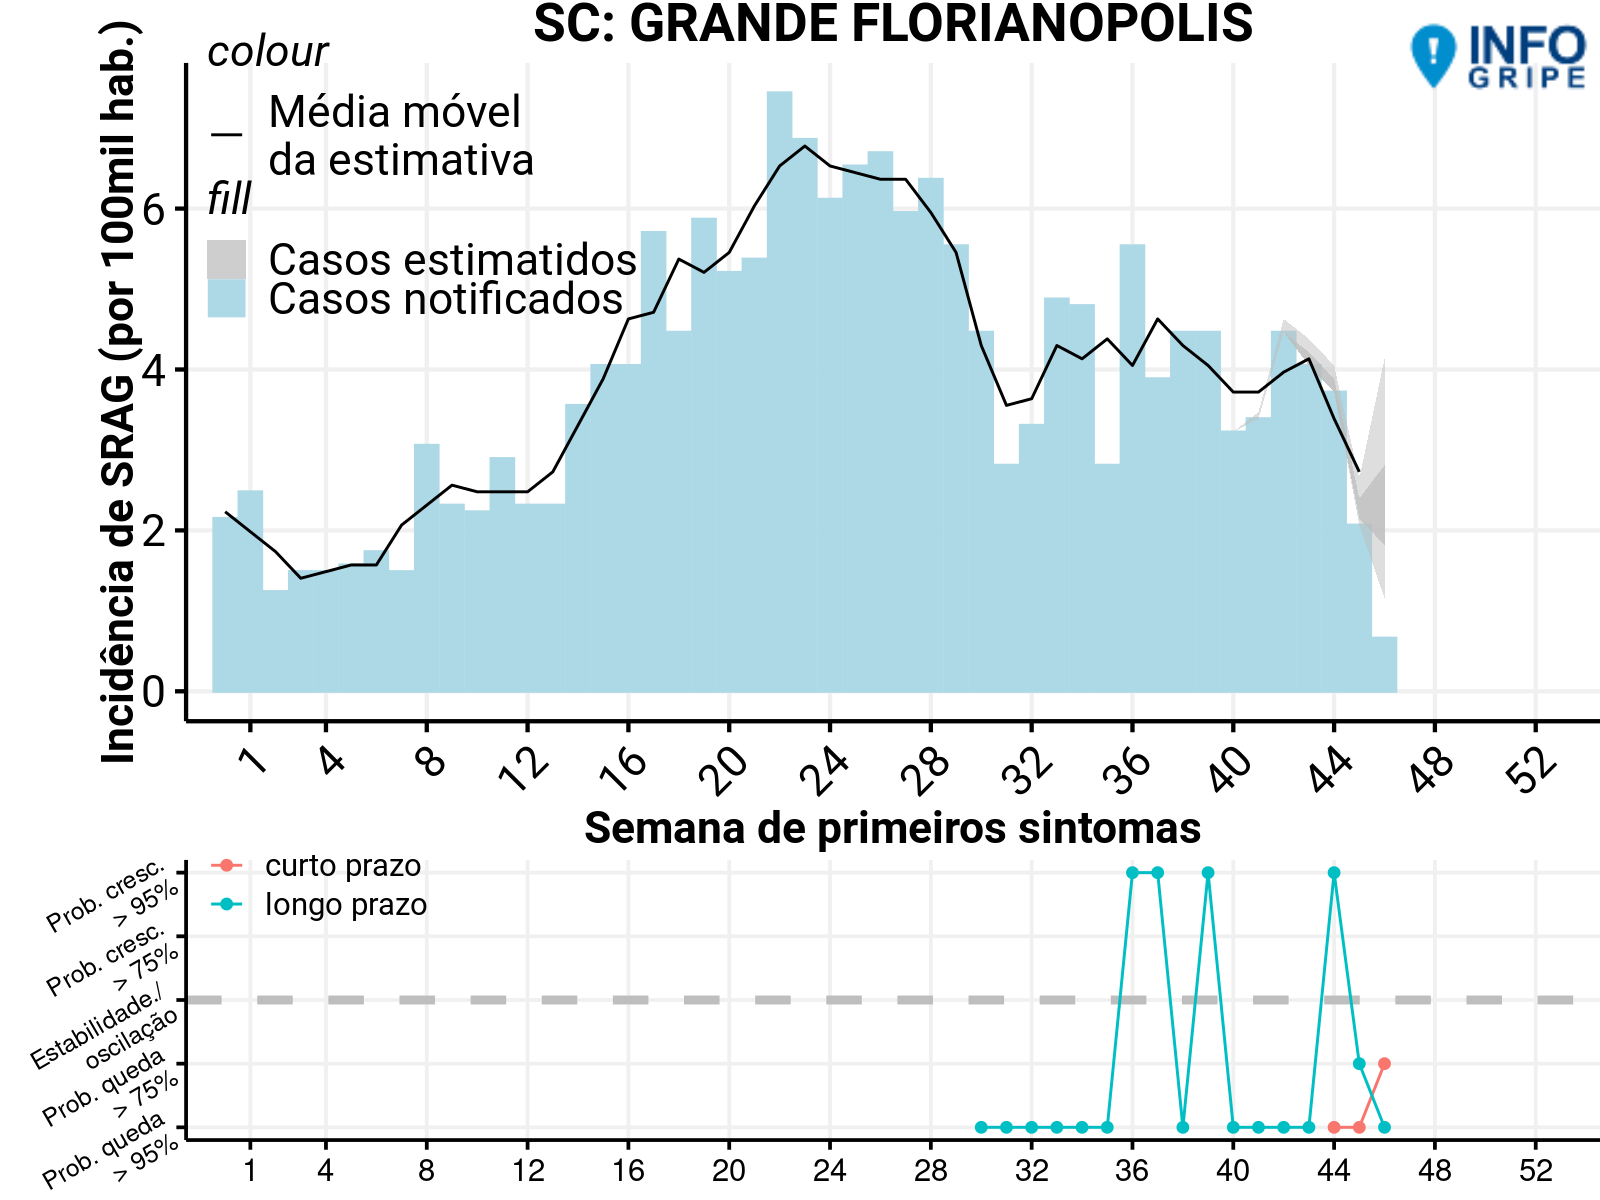 SC: GRANDE FLORIANOPOLIS
INFO
GRIPE
Incidência de SRAG (por 100mil hab.)
colour
Média móvel
da estimativa
fill
Casos estimatidos
Casos notificados
6
4
2
0
1 4 8 12 16 20 24 28 32 36 40 44 48 52
Semana de primeiros sintomas
curto prazo
longo prazo
Prob. cresc.
> 95%
Prob. cresc.
> 75%
Estabilidade./
oscilação
Prob. queda
> 75%
Prob. queda
> 95%
1 4 8 12 16 20 24 28 32 36 40 44 48 52